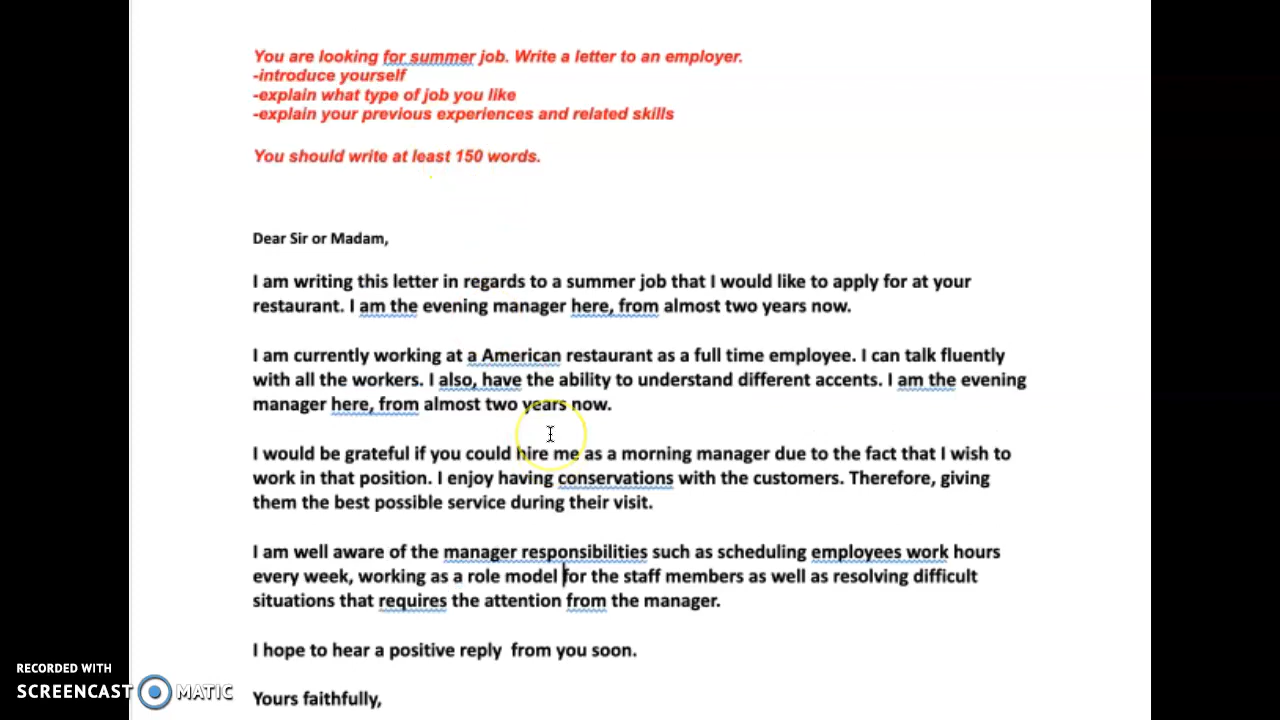 You are looking for summer job. Write a letter to an employer.
-introduce yourself
-explain what type of job you like
-explain your previous experiences and related skills
You should write at least 150 words.
Dear Sir or Madam,
I am writing this letter in regards to a summer job that I would like to apply for at your
restaurant. I am the evening manager here, from almost two years now.
I am currently working at a American restaurant as a full time employee. I can talk fluently
with all the workers. I also, have the ability to understand different accents. I am the evening
manager here, from almost two years now.
I would be grateful if you could hire me as a morning manager due to the fact that I wish to
work in that position. I enjoy having conservations with the customers. Therefore, giving
them the best possible service during their visit.
I am well aware of the manager responsibilities such as scheduling employees work hours
every week, working as a role model for the staff members as well as resolving difficult
situations that requires the attention from the manager.
I hope to hear a positive reply  from you soon.
Yours faithfully,
RECORDED WITH
SCREENCAST MATIC